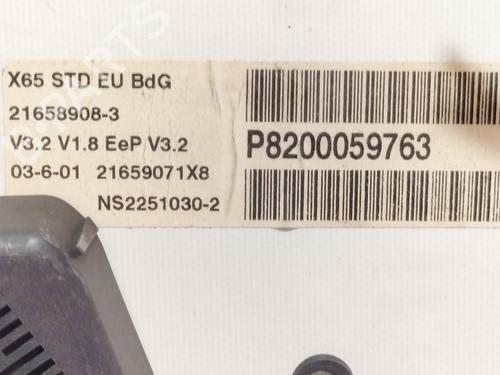 X65 STD EU BdG
21658908-3
V3.2 V1.8 EeP V3.2
03-6-01 21659071X8
NS2251030-2
P8200059763